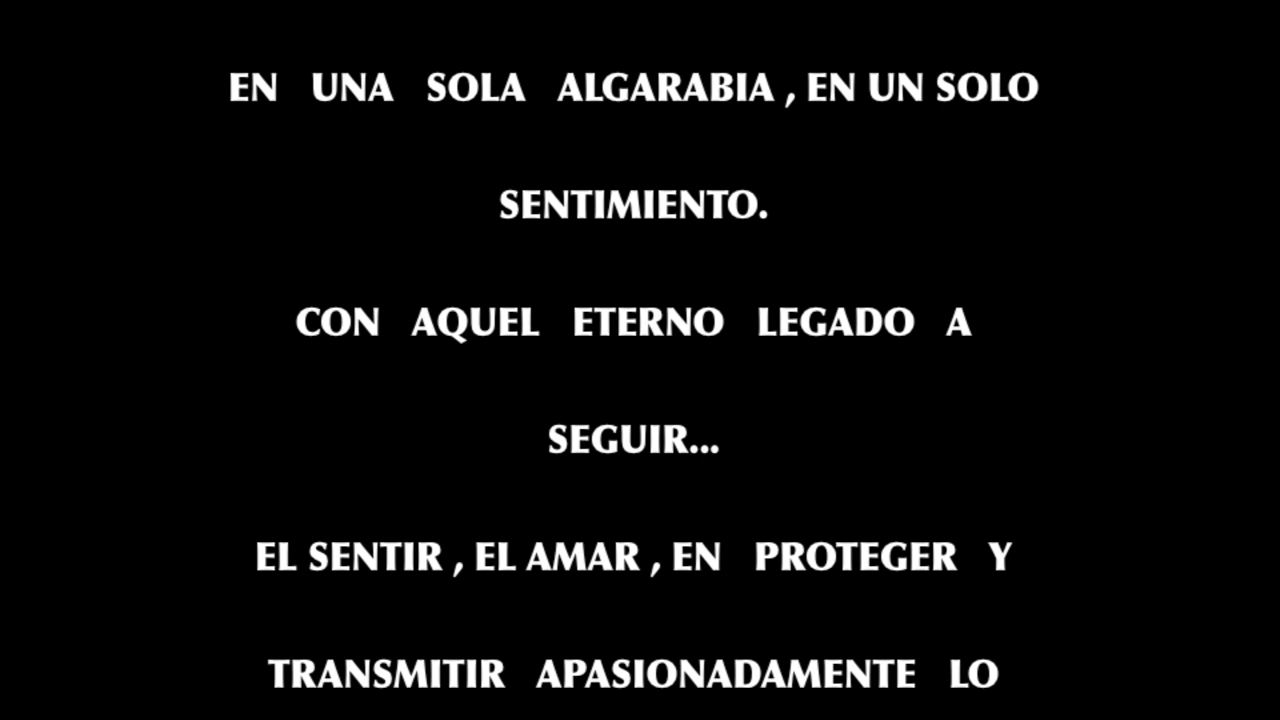 EN UNA SOLA ALGARABIA , EN UN SOLO
SENTIMIENTO.
CON AQUEL ETERNO LEGADO A
SEGUIR...
EL SENTIR , EL AMAR , EN PROTEGER Y
TRANSMITIR APASIONADAMENTE LO